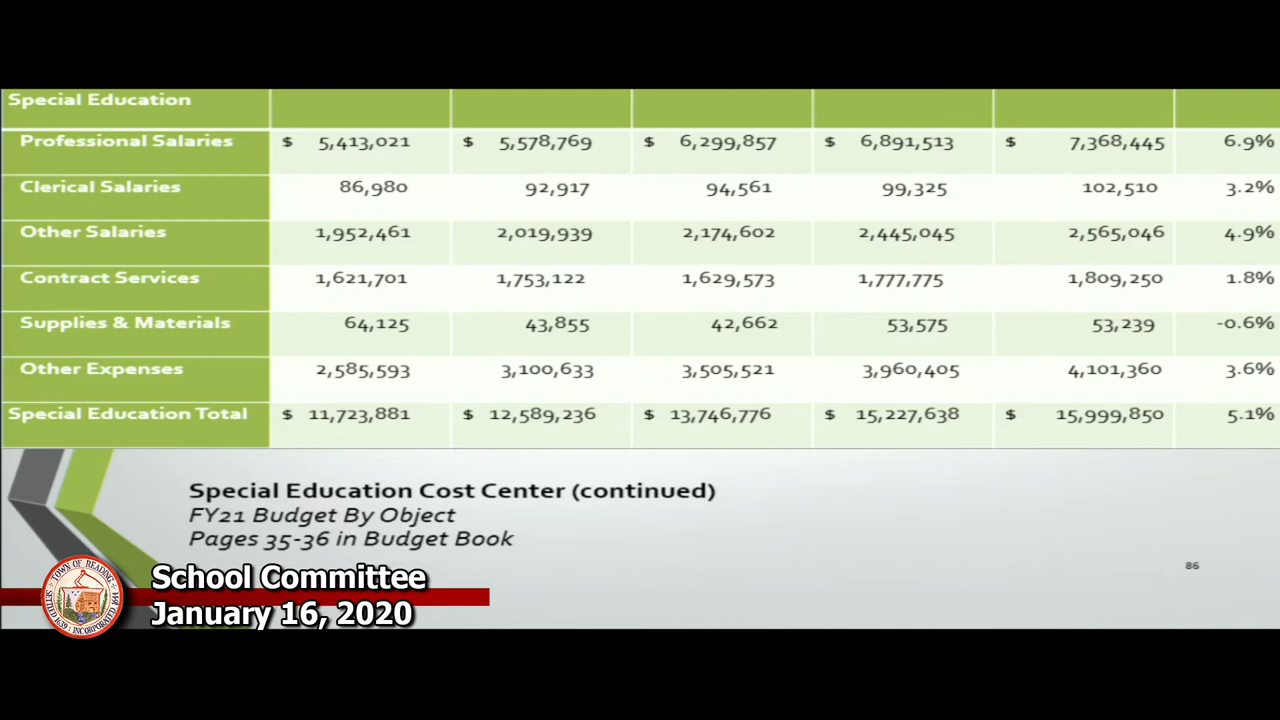 Special Education
Professional Salaries $ 5,413,021 $ 5,578,769 $ 6,299,857 $ 6,891,513 $ 7,368,445 6.9%
Clerical Salaries 86,980 92,917 94,561 99,325 102,510 3.2%
Other Salaries 1,952,461 2,019,939 2,174,602 2,445,045 2,565,046 4.9%
Contract Services 1,621,701 1,753,122 1,629,573 1,777,775 1,809,250 1.8%
Supplies & Materials 64,125 43,855 42,662 53,575 53,239 -0.6%
Other Expenses 2,585,593 3,100,633 3,505,521 3,960,405 4,101,360 3.6%
Special Education Total $ 11,723,881 $ 12,589,236 $ 13,746,776 $ 15,227,638 $ 15,999,850 5.1%
Special Education Cost Center (continued)
FY21 Budget By Object
Pages 35-36 in Budget Book
86
School Committee
January 16, 2020
TOWN OF READING
SETTLED 1639 INCORPORATED 1644